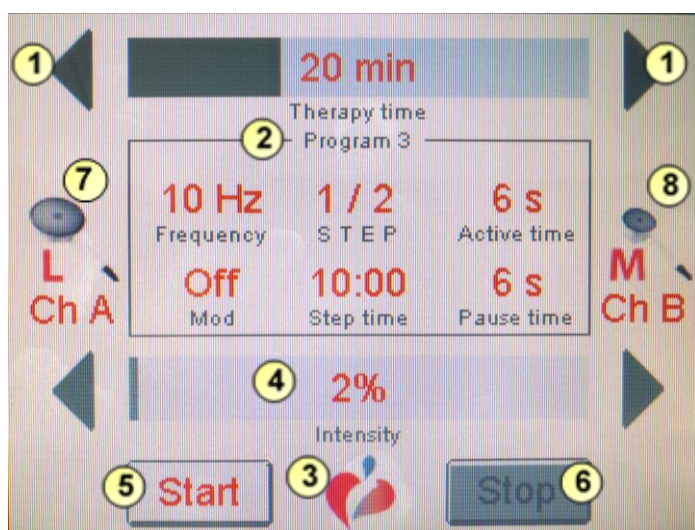 1 20 min 1
Therapy time
2 Program 3
7 8
10 Hz 1 / 2 6 s
Frequency STEP Active time
L M
Off 10:00 6 s
Ch A Ch B
Mod Step time Pause time
4 2%
Intensity
5 Start 3 Stop 6